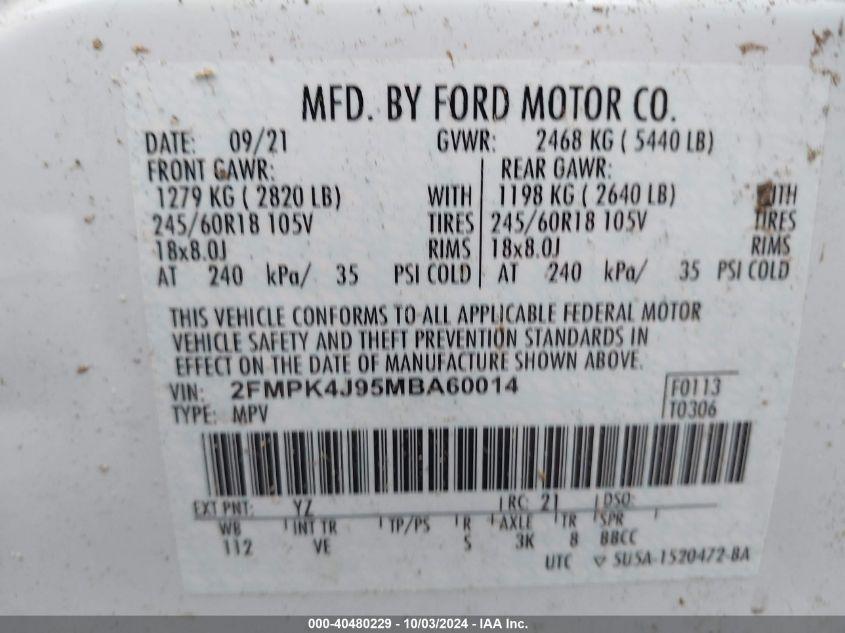 MFD. BY FORD MOTOR CO.
DATE: 09/21 GVWR: 2468 KG ( 5440 LB)
FRONT GAWR: REAR GAWR:
1279 KG ( 2820 LB) WITH 1198 KG ( 2640 LB) WITH
245/60R18 105V TIRES 245/60R18 105V TIRES
18x8.0J RIMS 18x8.0J RIMS
AT 240 kPa/ 35 PSI COLD AT 240 kPa/ 35 PSI COLD
THIS VEHICLE CONFORMS TO ALL APPLICABLE FEDERAL MOTOR
VEHICLE SAFETY AND THEFT PREVENTION STANDARDS IN
EFFECT ON THE DATE OF MANUFACTURE SHOWN ABOVE.
VIN: 2FMPK4J95MBA60014 F0113
TYPE: MPV T0306
EXT PNT: YZ RC: 21 DSO:
WB INT TR TP/PS R AXLE TR SPR
112 VE S 3K 8 BBCC
UTC ▽ SU5A-1520472-BA
000-40480229 - 10/03/2024 - IAA Inc.